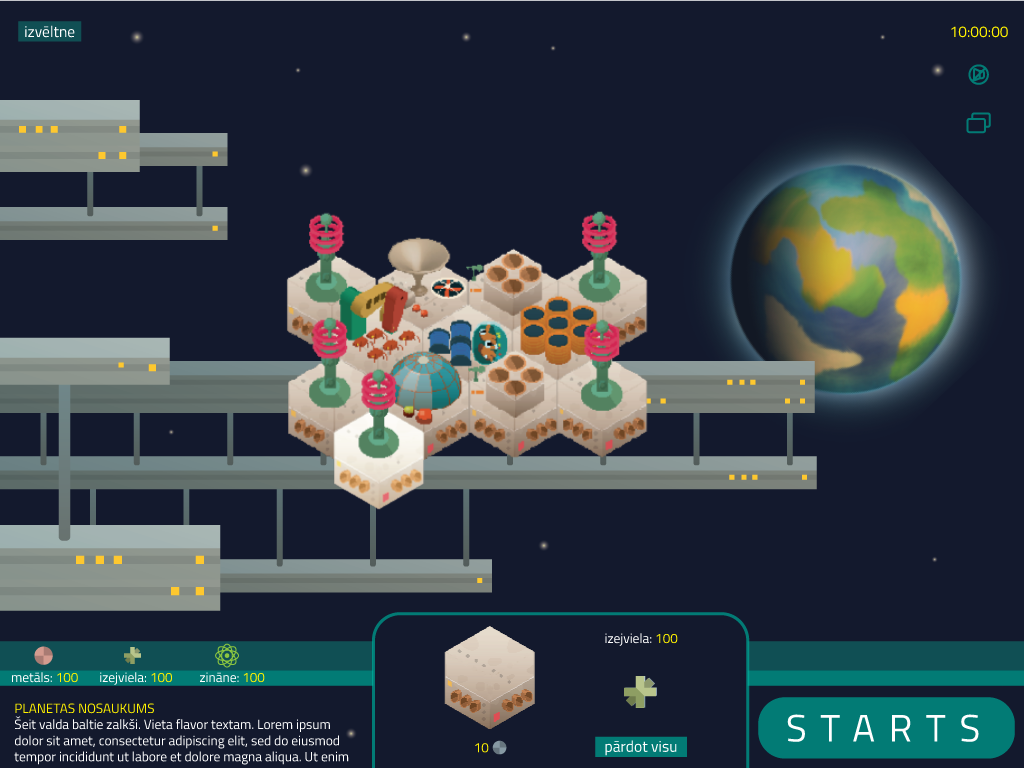 izvēltne
10:00:00
metāls: 100
izejviela: 100
zināne: 100
PLANETAS NOSAUKUMS
Šeit valda baltie zalkši. Vieta flavor textam. Lorem ipsum
dolor sit amet, consectetur adipiscing elit, sed do eiusmod
tempor incididunt ut labore et dolore magna aliqua. Ut enim
10
izejviela: 100
pārdot visu
STARTS